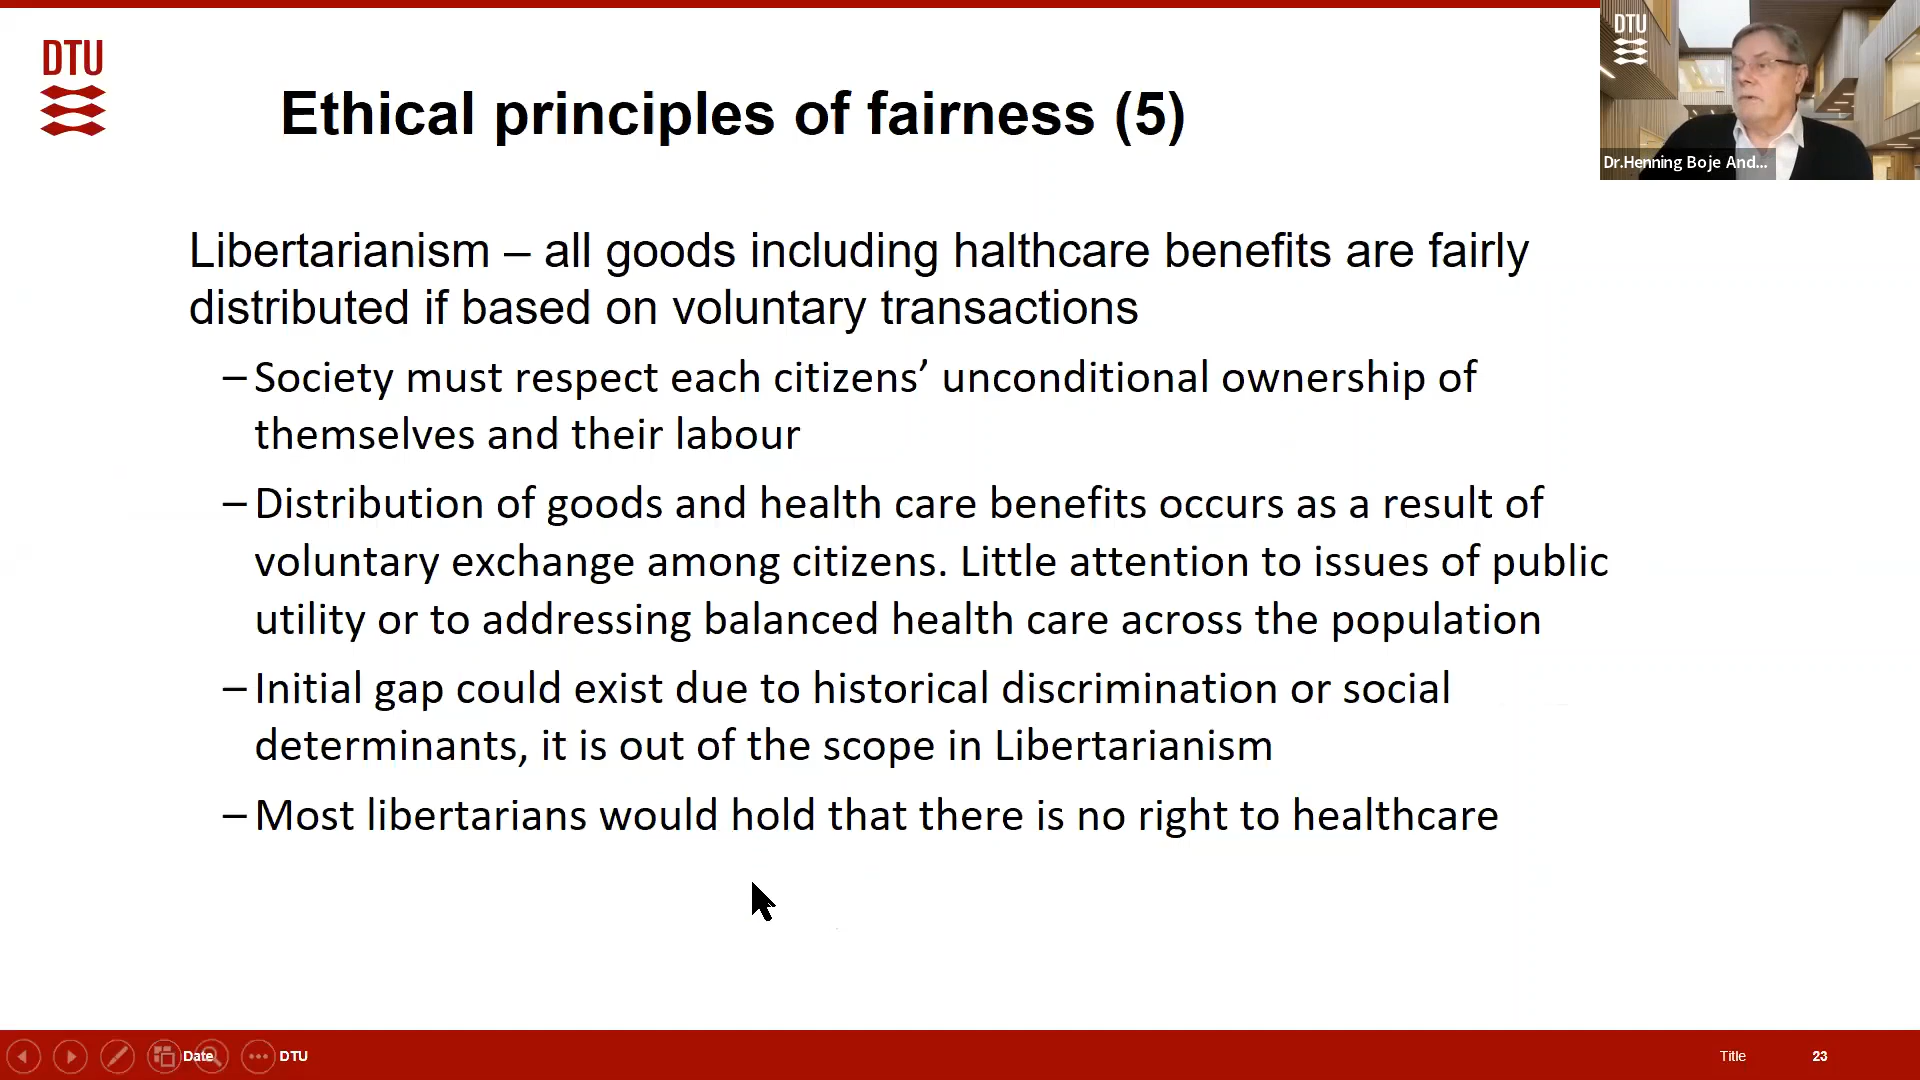 DTU
Ethical principles of fairness (5)
DTU
Dr.Henning Boje And...
Libertarianism – all goods including halthcare benefits are fairly
distributed if based on voluntary transactions
– Society must respect each citizens’ unconditional ownership of
themselves and their labour
– Distribution of goods and health care benefits occurs as a result of
voluntary exchange among citizens. Little attention to issues of public
utility or to addressing balanced health care across the population
– Initial gap could exist due to historical discrimination or social
determinants, it is out of the scope in Libertarianism
– Most libertarians would hold that there is no right to healthcare
Date
DTU
Title
23